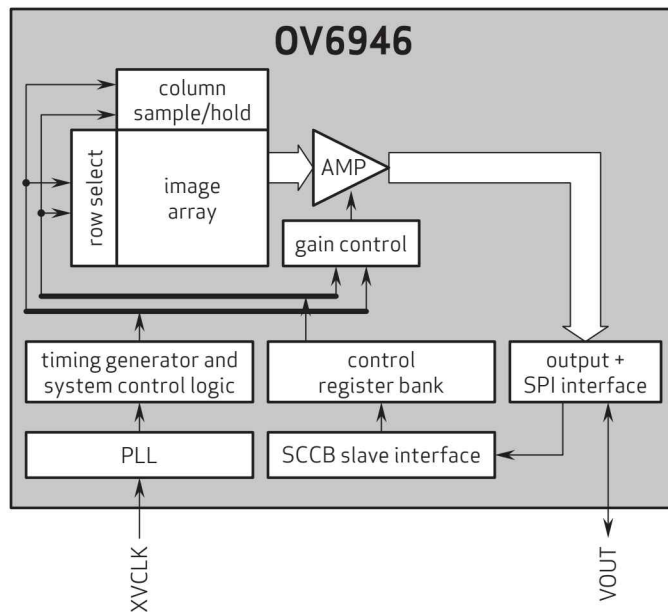 OV6946
column
sample/hold
row select
image
array
AMP
gain control
timing generator and
system control logic
control
register bank
output +
SPI interface
PLL
SCCB slave interface
XVCLK
VOUT